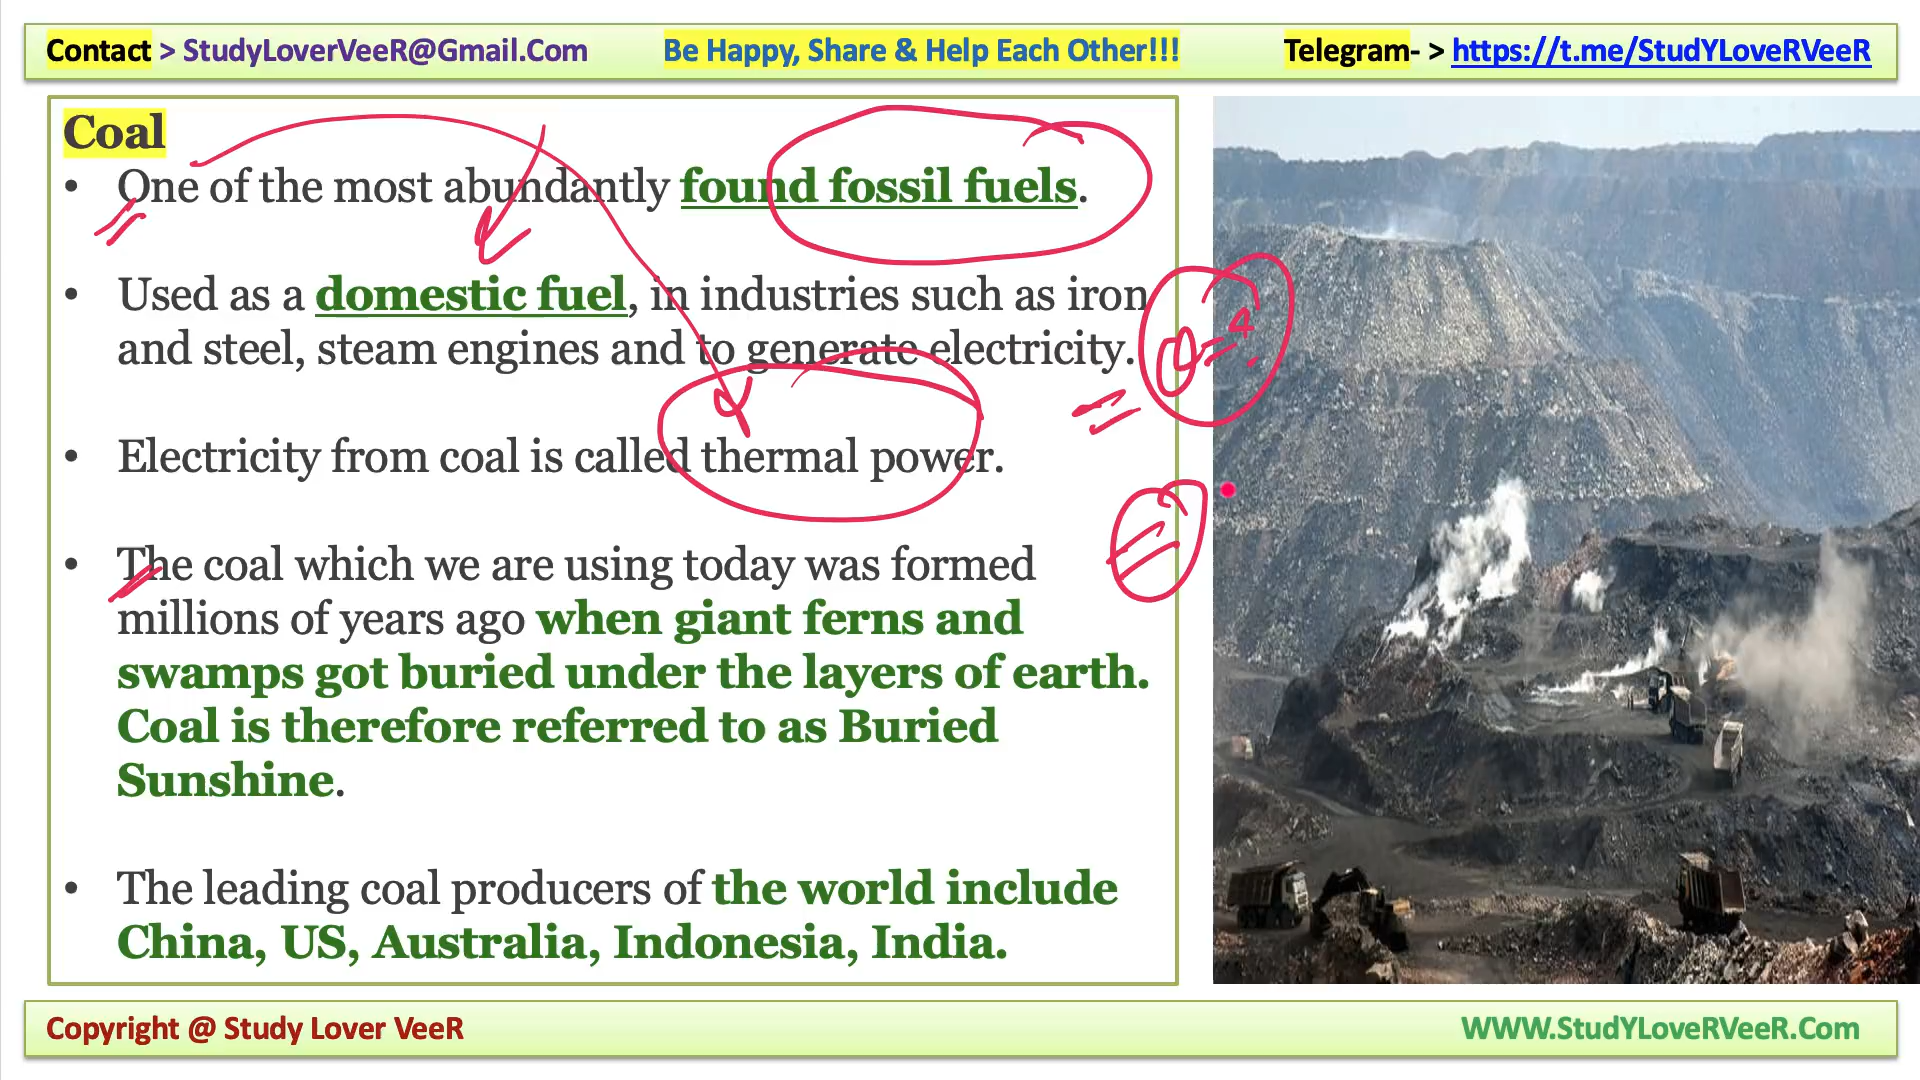 Contact > StudyLoverVeeR@Gmail.Com Be Happy, Share & Help Each Other!!! Telegram- > https://t.me/StudYLoveRVeeR
Coal
• One of the most abundantly found fossil fuels.
• Used as a domestic fuel, in industries such as iron
and steel, steam engines and to generate electricity.
• Electricity from coal is called thermal power.
• The coal which we are using today was formed
millions of years ago when giant ferns and
swamps got buried under the layers of earth.
Coal is therefore referred to as Buried
Sunshine.
• The leading coal producers of the world include
China, US, Australia, Indonesia, India.
Copyright @ Study Lover VeeR WWW.StudYLoveRVeeR.Com